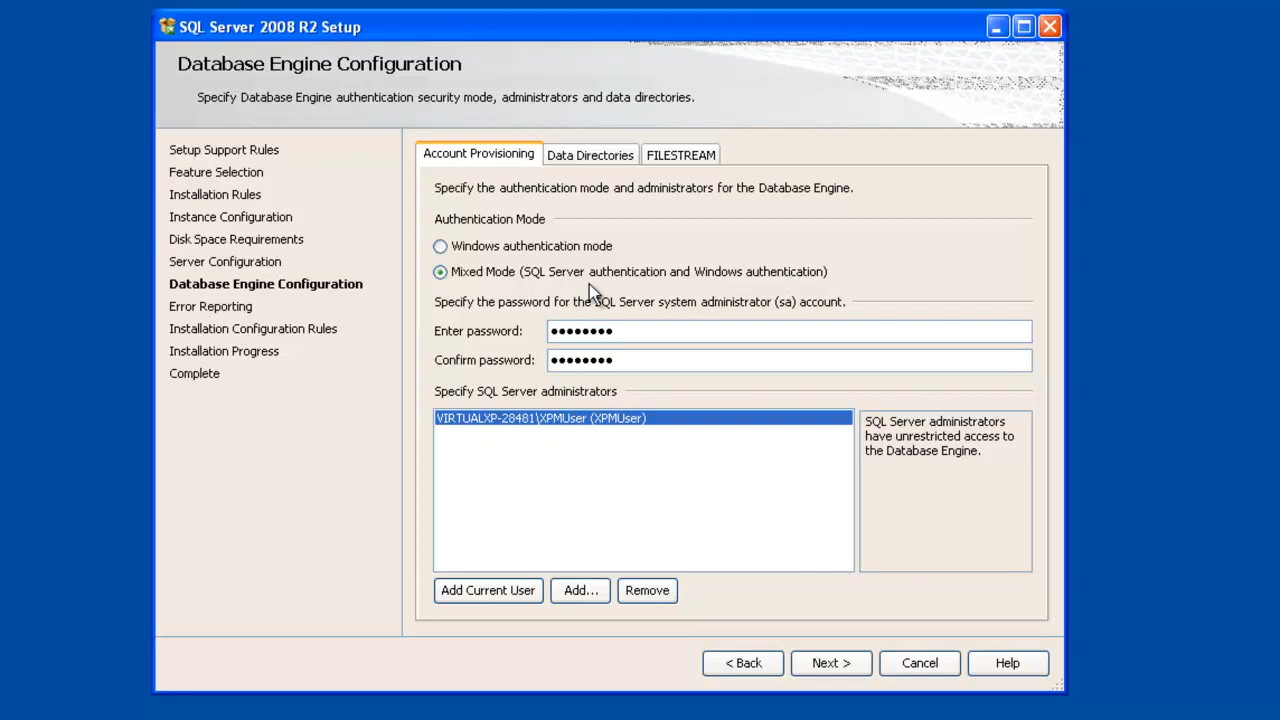 SQL Server 2008 R2 Setup
Database Engine Configuration
Specify Database Engine authentication security mode, administrators and data directories.
Setup Support Rules
Feature Selection
Installation Rules
Instance Configuration
Disk Space Requirements
Server Configuration
Database Engine Configuration
Error Reporting
Installation Configuration Rules
Installation Progress
Complete
Account Provisioning Data Directories FILESTREAM
Specify the authentication mode and administrators for the Database Engine.
Authentication Mode
Windows authentication mode
Mixed Mode (SQL Server authentication and Windows authentication)
Specify the password for the SQL Server system administrator (sa) account.
Enter password: ●●●●●●●●
Confirm password: ●●●●●●●●
Specify SQL Server administrators
VIRTUALXP-28481\XPMUser (XPMUser)
SQL Server administrators
have unrestricted access to
the Database Engine.
Add Current User Add... Remove
< Back Next > Cancel Help